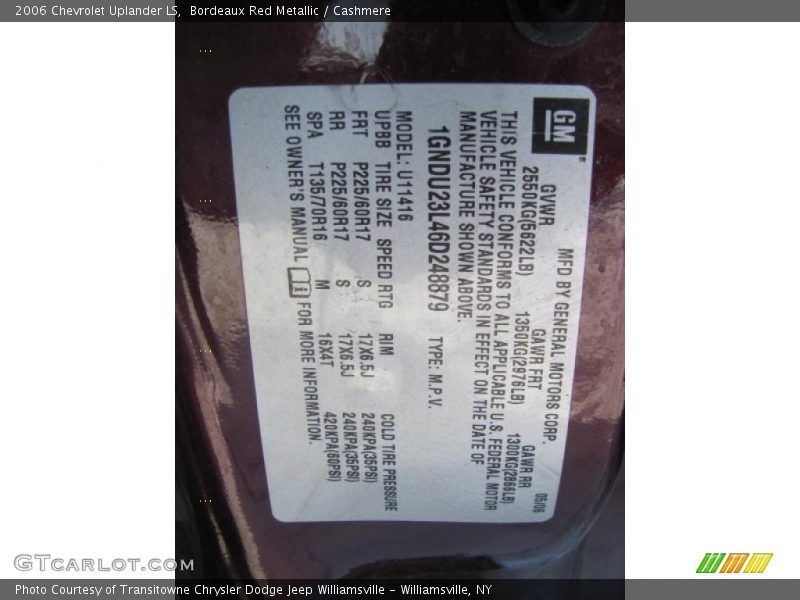 2006 Chevrolet Uplander LS,  Bordeaux Red Metallic / Cashmere
GM
MFD BY GENERAL MOTORS CORP. 05/06
GVWR GAWR FRT GAWR RR
2550KG(5622LB) 1350KG(2976LB) 1300KG(2866LB)
THIS VEHICLE CONFORMS TO ALL APPLICABLE U.S. FEDERAL MOTOR
VEHICLE SAFETY STANDARDS IN EFFECT ON THE DATE OF
MANUFACTURE SHOWN ABOVE.
1GNDU23L46D248879 TYPE: M.P.V.
MODEL: U11416
UPBB TIRE SIZE SPEED RTG RIM COLD TIRE PRESSURE
FRT P225/60R17 S 17X6.5J 240KPA(35PSI)
RR P225/60R17 S 17X6.5J 240KPA(35PSI)
SPA T135/70R16 M 16X4T 420KPA(60PSI)
SEE OWNER'S MANUAL i FOR MORE INFORMATION.
GTCarLot.com
Photo Courtesy of Transitowne Chrysler Dodge Jeep Williamsville - Williamsville, NY